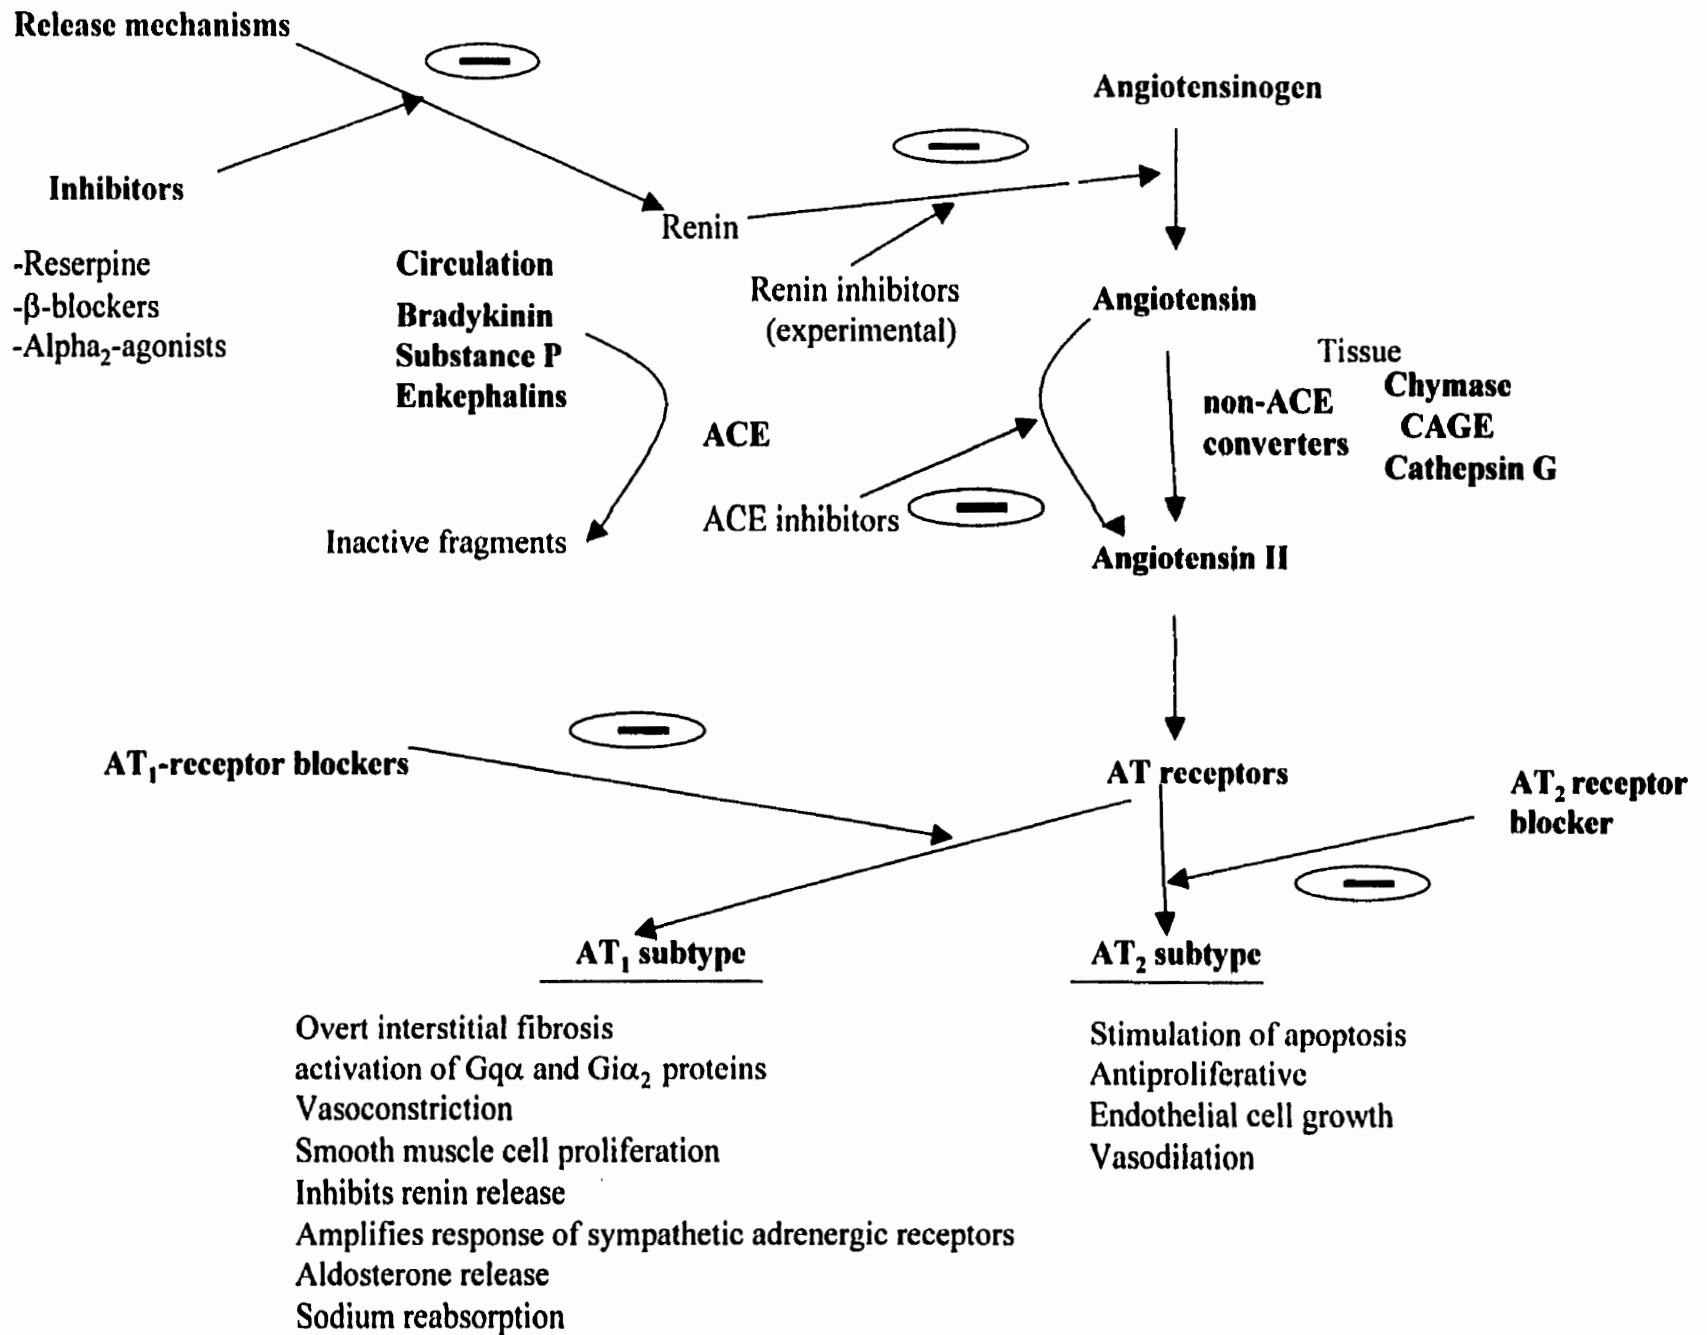 Release mechanisms
Angiotensinogen
Inhibitors
Renin
-Reserpine
-β-blockers
-Alpha₂-agonists
Circulation
Bradykinin
Substance P
Enkephalins
Renin inhibitors
(experimental)
Angiotensin
Tissue
non-ACE
converters
Chymase
CAGE
Cathepsin G
ACE
ACE inhibitors
Inactive fragments
Angiotensin II
AT₁-receptor blockers
AT receptors
AT₂ receptor
blocker
AT₁ subtype
Overt interstitial fibrosis
activation of Gqα and Giα₂ proteins
Vasoconstriction
Smooth muscle cell proliferation
Inhibits renin release
Amplifies response of sympathetic adrenergic receptors
Aldosterone release
Sodium reabsorption
AT₂ subtype
Stimulation of apoptosis
Antiproliferative
Endothelial cell growth
Vasodilation